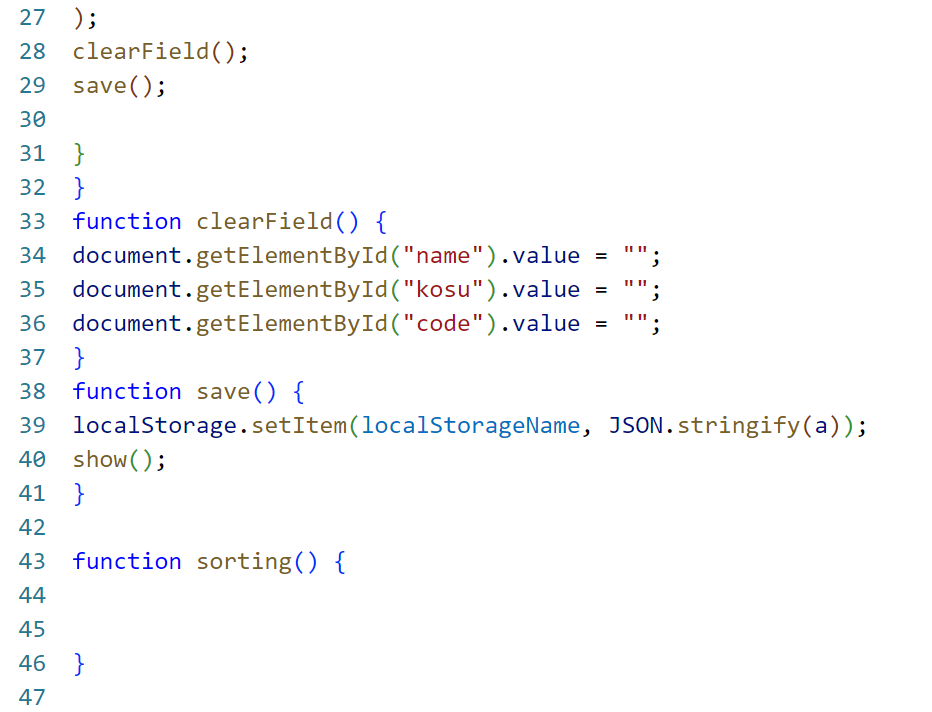 27 );
28 clearField();
29 save();
30
31 }
32 }
33 function clearField() {
34 document.getElementById("name").value = "";
35 document.getElementById("kosu").value = "";
36 document.getElementById("code").value = "";
37 }
38 function save() {
39 localStorage.setItem(localStorageName, JSON.stringify(a));
40 show();
41 }
42
43 function sorting() {
44
45
46 }
47